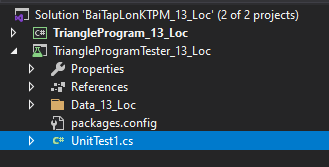 Solution 'BaiTapLonKTPM_13_Loc' (2 of 2 projects)
TriangleProgram_13_Loc
TriangleProgramTester_13_Loc
Properties
References
Data_13_Loc
packages.config
C# UnitTest1.cs